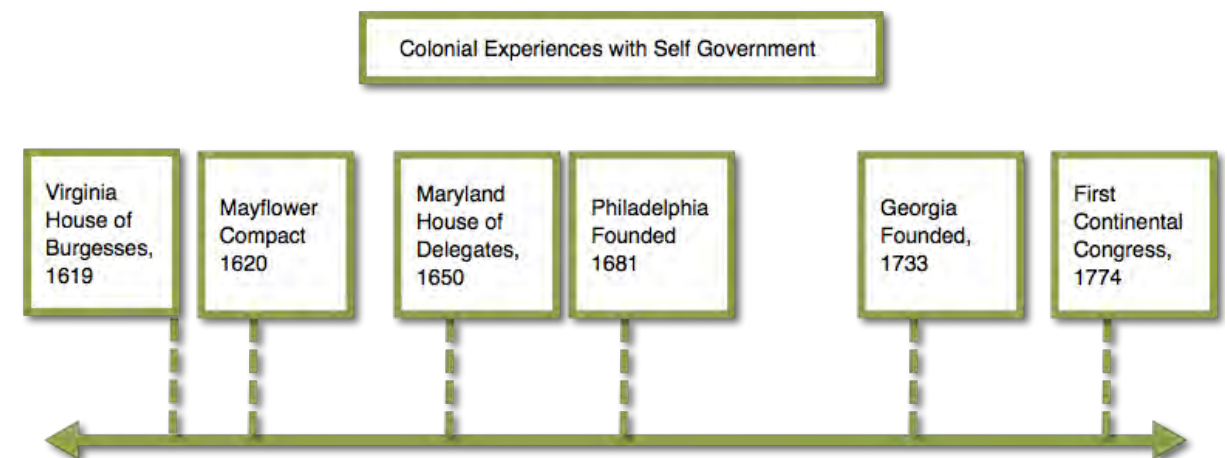 Colonial Experiences with Self Government
Virginia
House of
Burgesses,
1619
Mayflower
Compact
1620
Maryland
House of
Delegates,
1650
Philadelphia
Founded
1681
Georgia
Founded,
1733
First
Continental
Congress,
1774